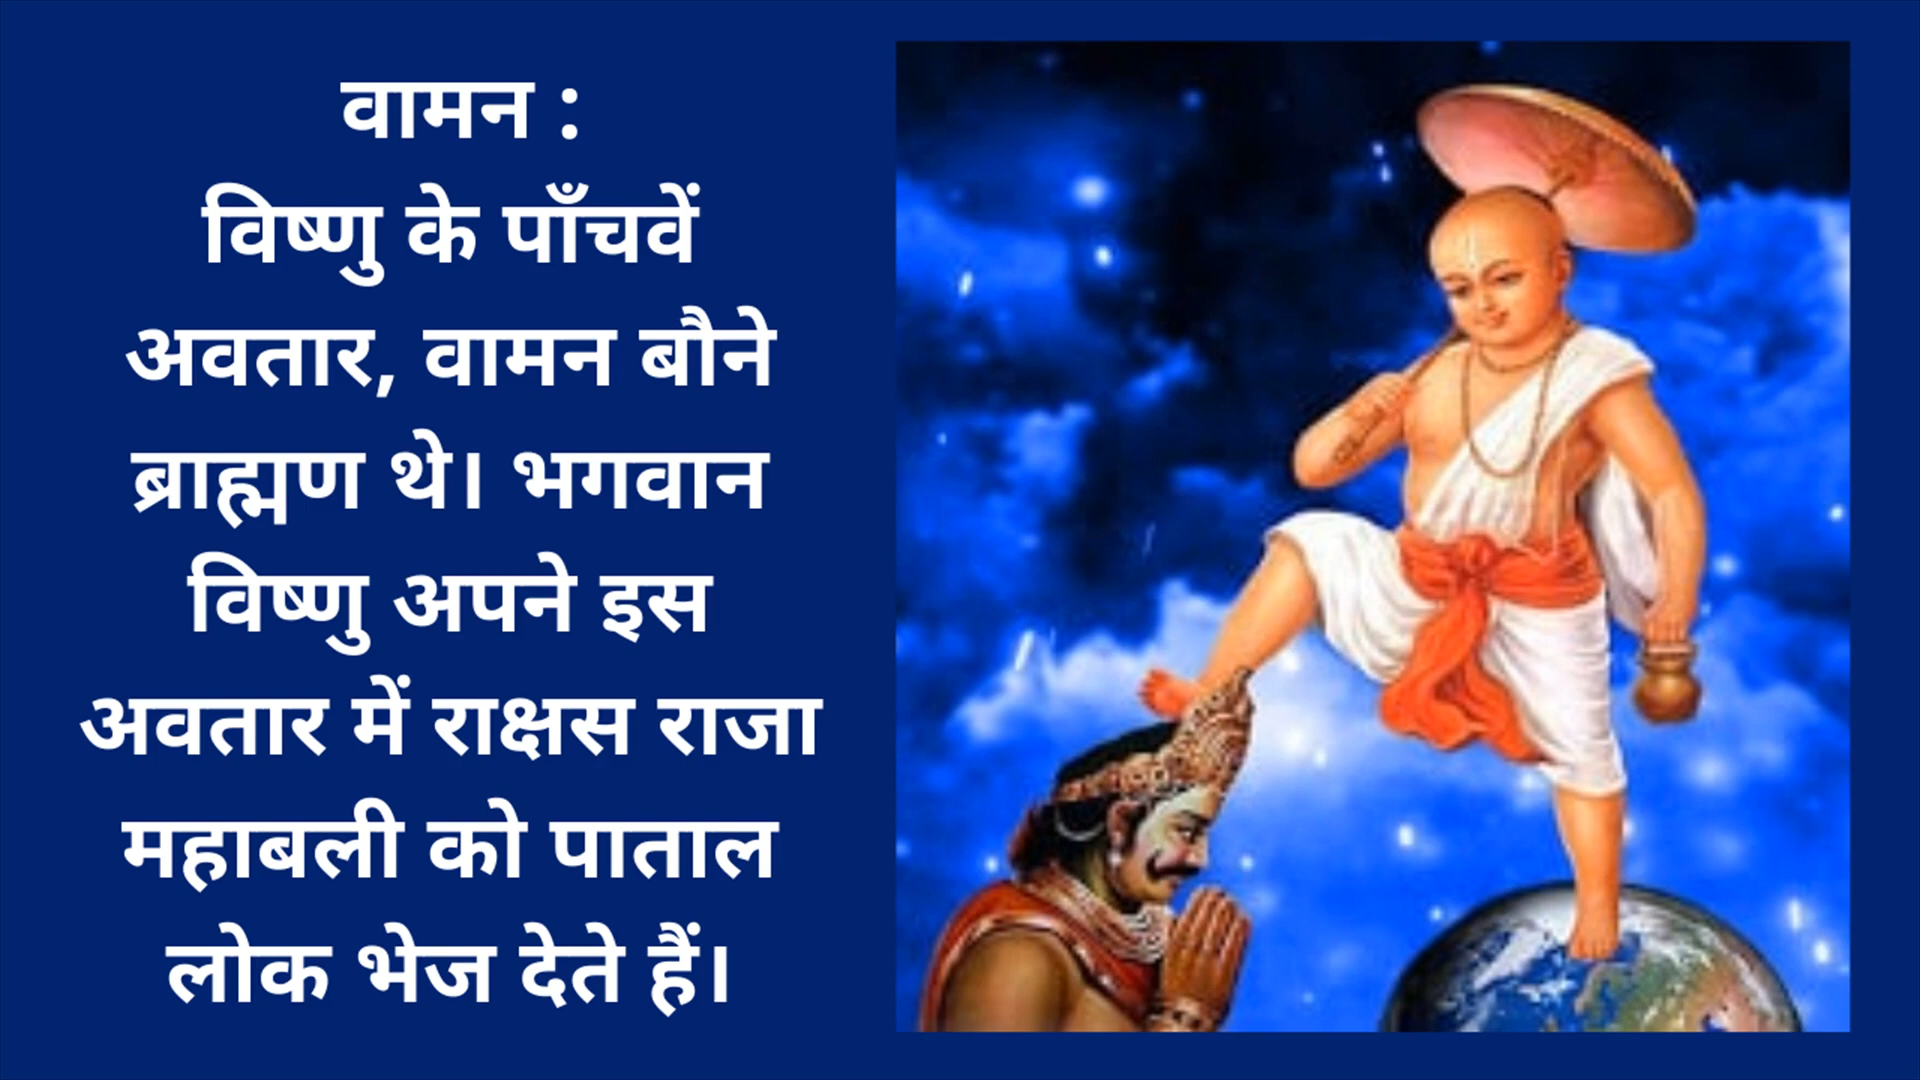 वामन :
विष्णु के पाँचवें
अवतार, वामन बौने
ब्राह्मण थे। भगवान
विष्णु अपने इस
अवतार में राक्षस राजा
महाबली को पाताल
लोक भेज देते हैं।